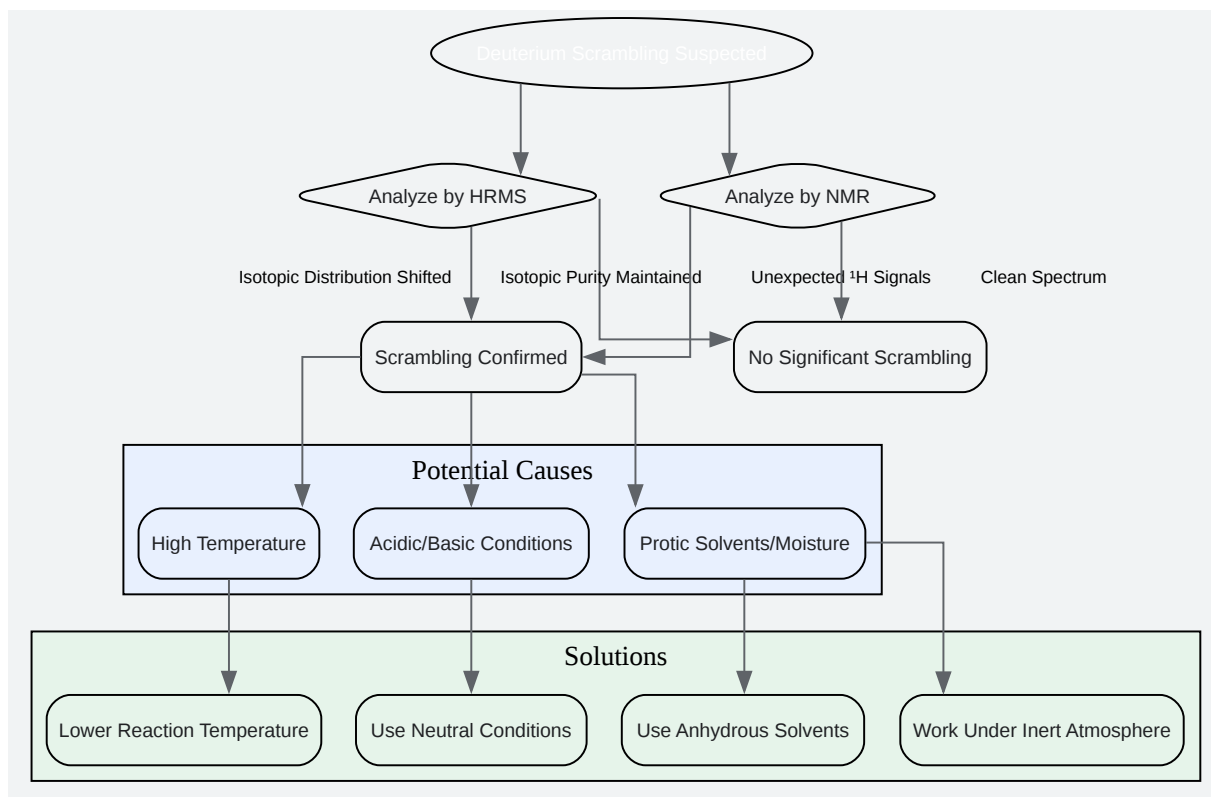 Deuterium Scrambling Suspected
Analyze by HRMS
Analyze by NMR
Isotopic Distribution Shifted
Isotopic Purity Maintained
Unexpected ¹H Signals
Clean Spectrum
Scrambling Confirmed
No Significant Scrambling
Potential Causes
High Temperature
Acidic/Basic Conditions
Protic Solvents/Moisture
Solutions
Lower Reaction Temperature
Use Neutral Conditions
Use Anhydrous Solvents
Work Under Inert Atmosphere